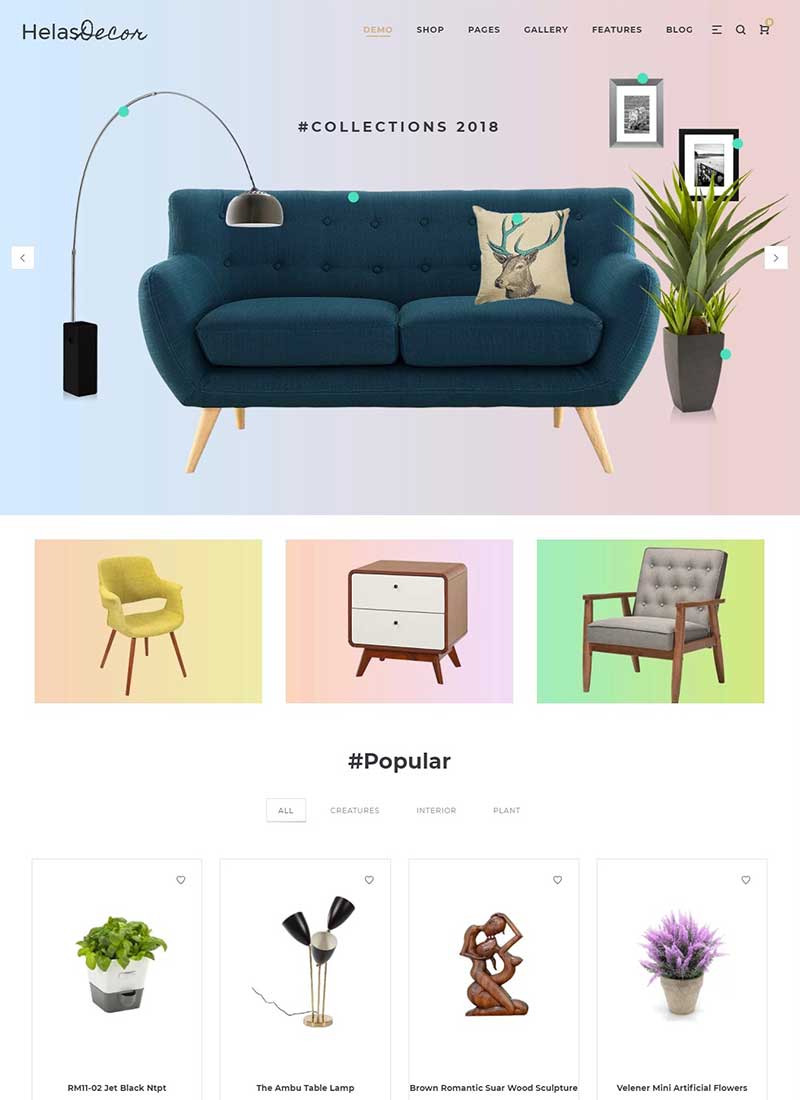 HelasDecor
DEMO SHOP PAGES GALLERY FEATURES BLOG
#COLLECTIONS 2018
#Popular
ALL CREATURES INTERIOR PLANT
RM11-02 Jet Black Ntpt
The Ambu Table Lamp
Brown Romantic Suar Wood Sculpture
Velener Mini Artificial Flowers